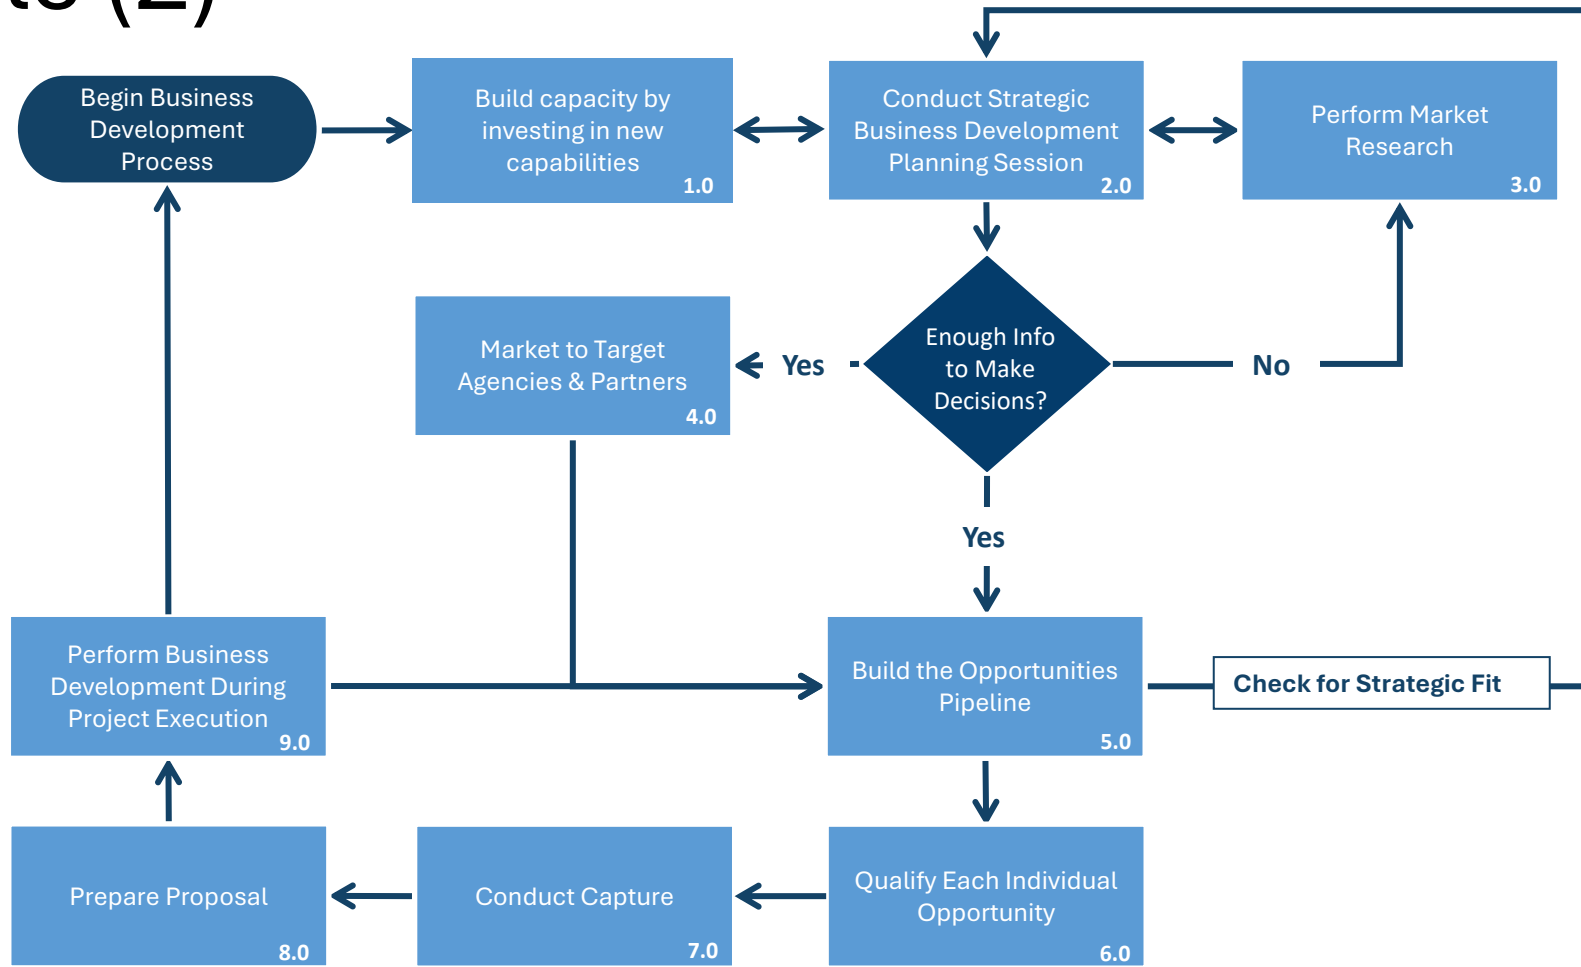 (2)
Begin Business
Development
Process
Build capacity by
investing in new
capabilities
1.0
Conduct Strategic
Business Development
Planning Session
2.0
Perform Market
Research
3.0
Market to Target
Agencies & Partners
4.0
Yes
Enough Info
to Make
Decisions?
No
Yes
Perform Business
Development During
Project Execution
9.0
Build the Opportunities
Pipeline
5.0
Check for Strategic Fit
Prepare Proposal
8.0
Conduct Capture
7.0
Qualify Each Individual
Opportunity
6.0